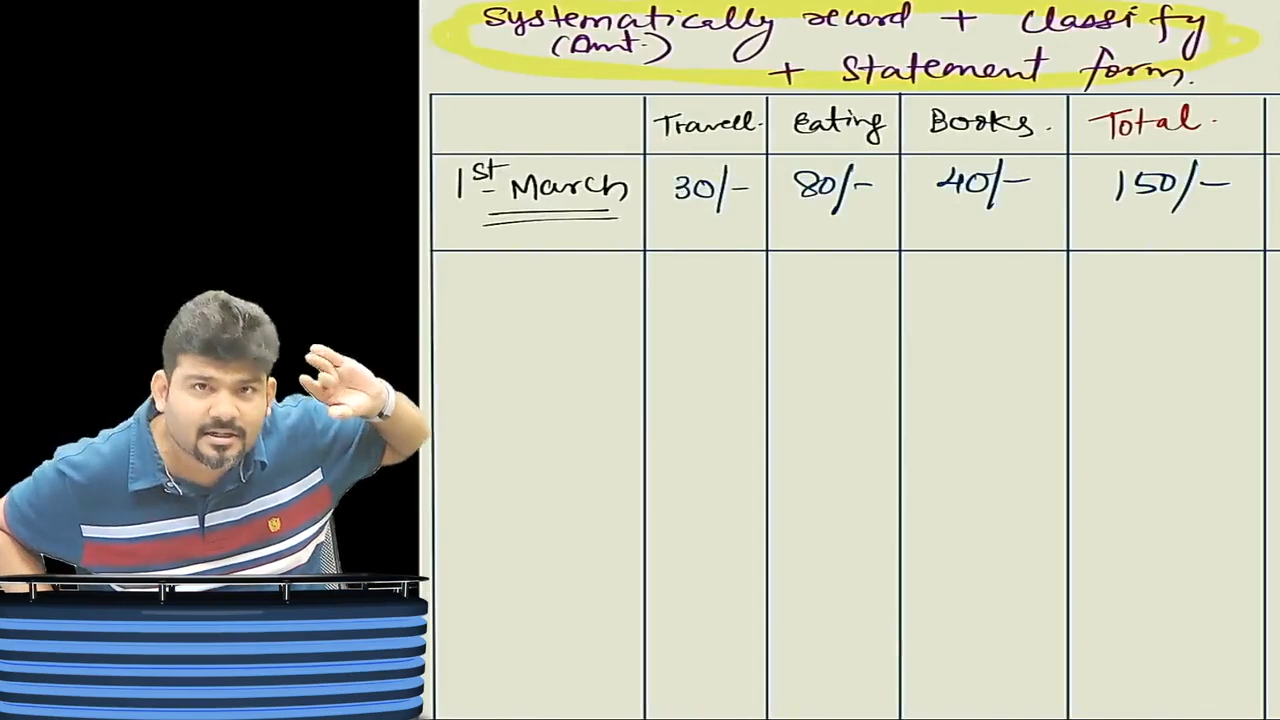 systematically record + classify
(Amt.)
+ statement form.
Travell. Eating Books. Total.
1st March 30/- 80/- 40/- 150/-